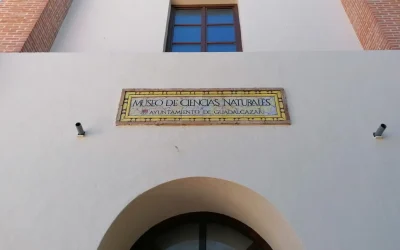 MUSEO DE CIENCIAS NATURALES
AYUNTAMIENTO DE GUADALCAZAR